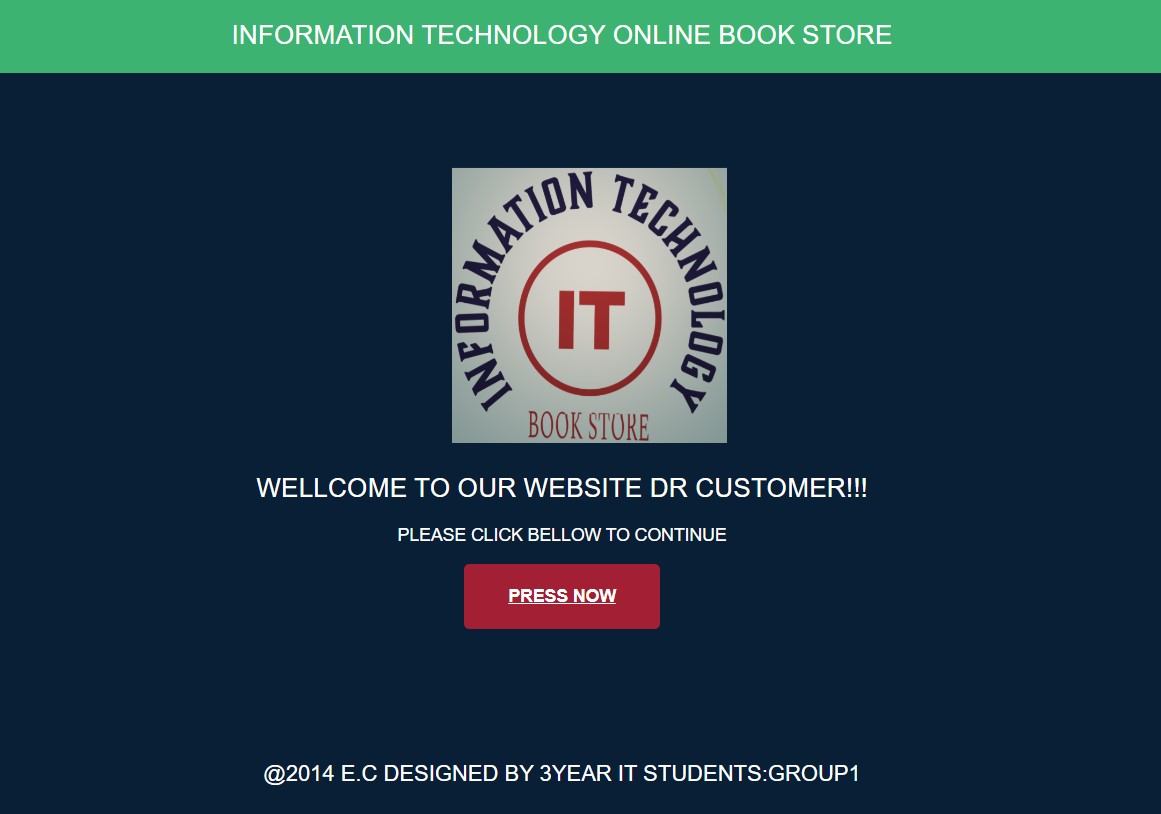 INFORMATION TECHNOLOGY ONLINE BOOK STORE
INFORMATION TECHNOLOGY
IT
BOOK STORE
WELLCOME TO OUR WEBSITE DR CUSTOMER!!!
PLEASE CLICK BELLOW TO CONTINUE
PRESS NOW
@2014 E.C DESIGNED BY 3YEAR IT STUDENTS:GROUP1